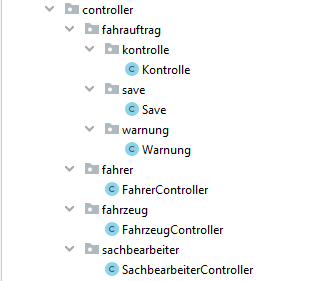 controller
fahrauftrag
kontrolle
Kontrolle
save
Save
warnung
Warnung
fahrer
FahrerController
fahrzeug
FahrzeugController
sachbearbeiter
SachbearbeiterController